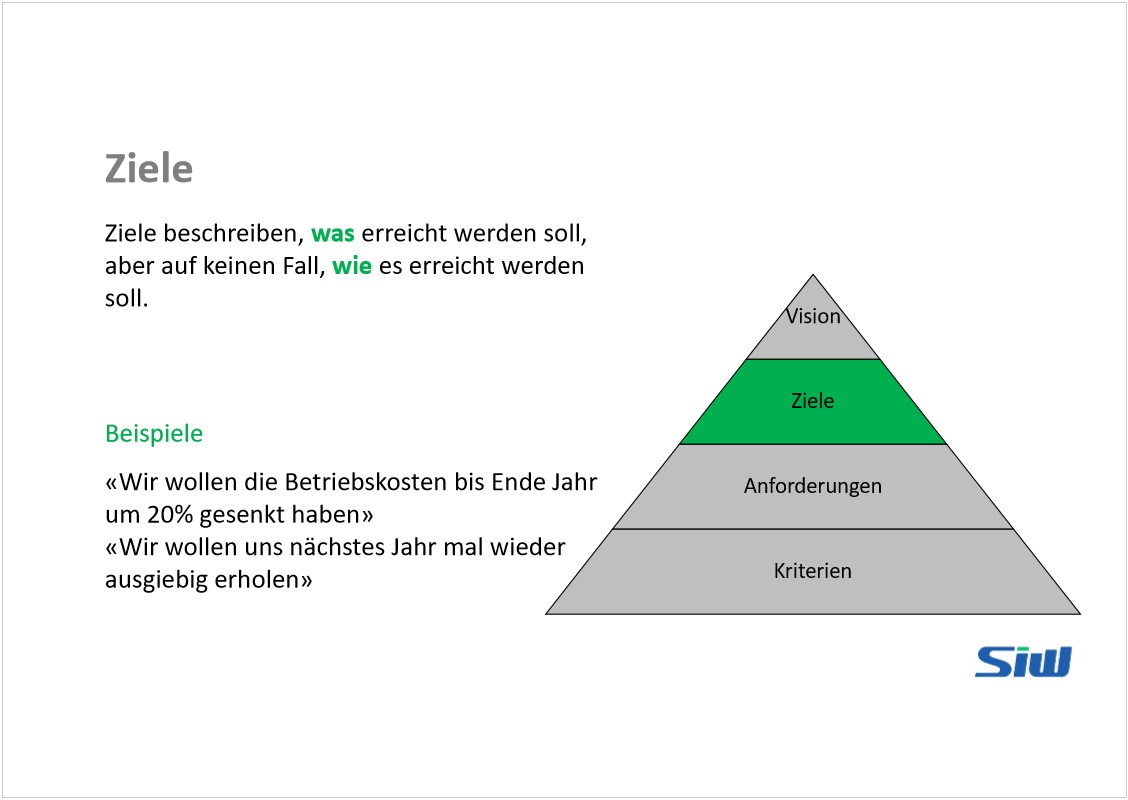 Ziele
Ziele beschreiben, was erreicht werden soll,
aber auf keinen Fall, wie es erreicht werden
soll.
Beispiele
«Wir wollen die Betriebskosten bis Ende Jahr
um 20% gesenkt haben»
«Wir wollen uns nächstes Jahr mal wieder
ausgiebig erholen»
Vision
Ziele
Anforderungen
Kriterien
SiW